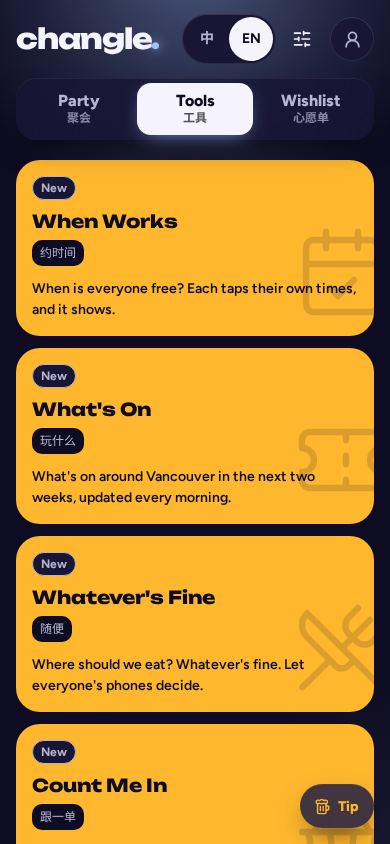 changle.
中 EN
Party Tools Wishlist
聚会 工具 心愿单
New
When Works
约时间
When is everyone free? Each taps their own times,
and it shows.
New
What's On
玩什么
What's on around Vancouver in the next two
weeks, updated every morning.
New
Whatever's Fine
随便
Where should we eat? Whatever's fine. Let
everyone's phones decide.
New
Count Me In
跟一单
Tip